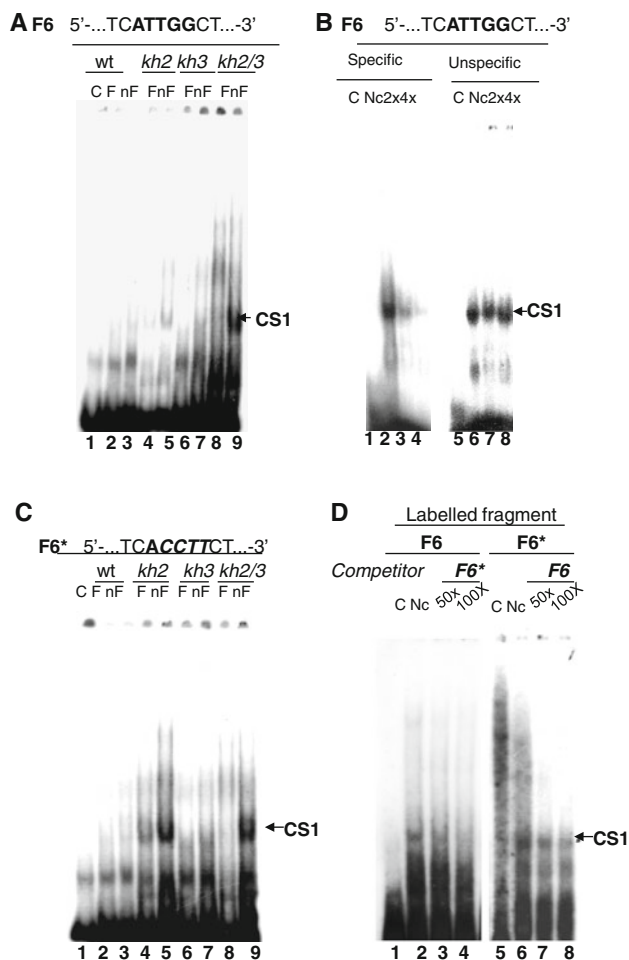 A F6 5'-...TCATTGGCT...-3'
wt kh2 kh3 kh2/3
C F nF FnF FnF FnF
CS1
1 2 3 4 5 6 7 8 9
B F6 5'-...TCATTGGCT...-3'
Specific Unspecific
C Nc2x4x C Nc2x4x
CS1
1 2 3 4 5 6 7 8
C
F6* 5'-...TCACCTTCT...-3'
wt kh2 kh3 kh2/3
C F nF F nF F nF F nF
CS1
1 2 3 4 5 6 7 8 9
D Labelled fragment
F6 F6*
Competitor F6* F6
C Nc 50x 100X C Nc 50x 100X
CS1
1 2 3 4 5 6 7 8